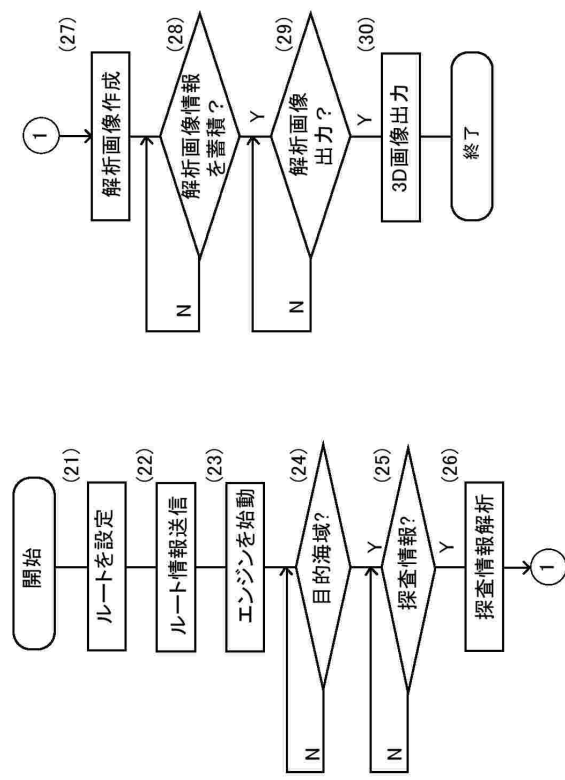 開始
(21)
ルートを設定
(22)
ルート情報送信
(23)
エンジンを始動
(24)
目的海域?
N
Y
(25)
探査情報?
N
Y
(26)
探査情報解析
1
1
(27)
解析画像作成
(28)
解析画像情報
を蓄積?
N
Y
(29)
解析画像
出力?
N
Y
(30)
3D画像出力
終了